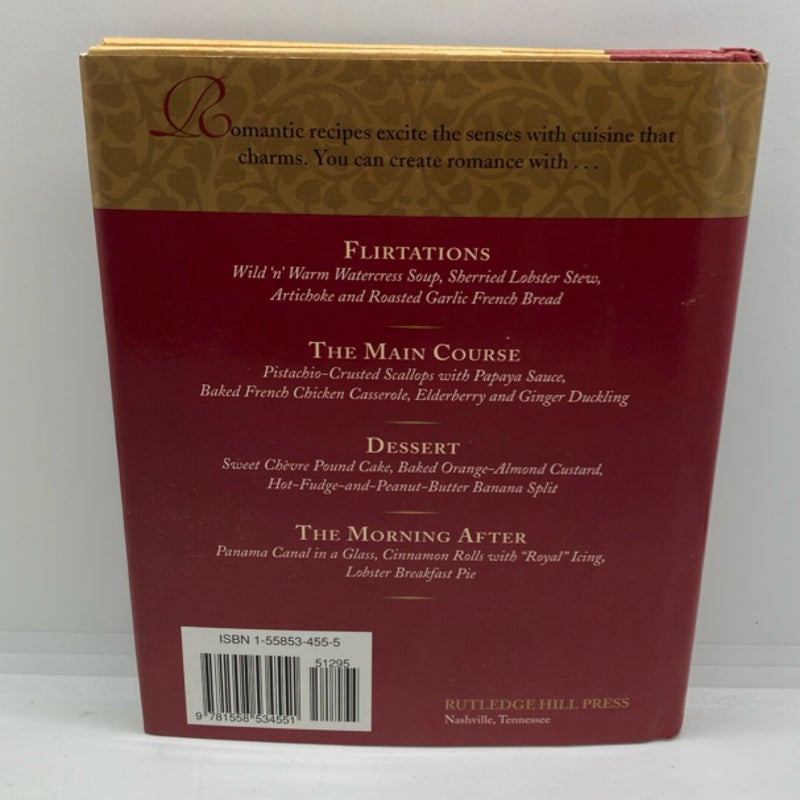 Romantic recipes excite the senses with cuisine that
charms. You can create romance with . . .
FLIRTATIONS
Wild 'n' Warm Watercress Soup, Sherried Lobster Stew,
Artichoke and Roasted Garlic French Bread
THE MAIN COURSE
Pistachio-Crusted Scallops with Papaya Sauce,
Baked French Chicken Casserole, Elderberry and Ginger Duckling
DESSERT
Sweet Chèvre Pound Cake, Baked Orange-Almond Custard,
Hot-Fudge-and-Peanut-Butter Banana Split
THE MORNING AFTER
Panama Canal in a Glass, Cinnamon Rolls with "Royal" Icing,
Lobster Breakfast Pie
ISBN 1-55853-455-5
51295
9 781558 534551
RUTLEDGE HILL PRESS
Nashville, Tennessee